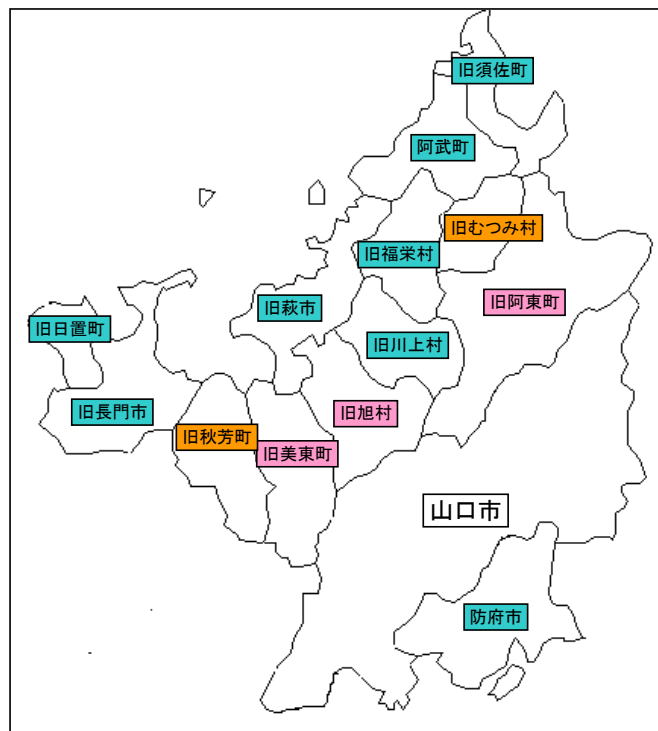 旧須佐町
阿武町
旧むつみ村
旧福栄村
旧阿東町
旧萩市
旧日置町
旧川上村
旧長門市
旧旭村
旧秋芳町
旧美東町
山口市
防府市